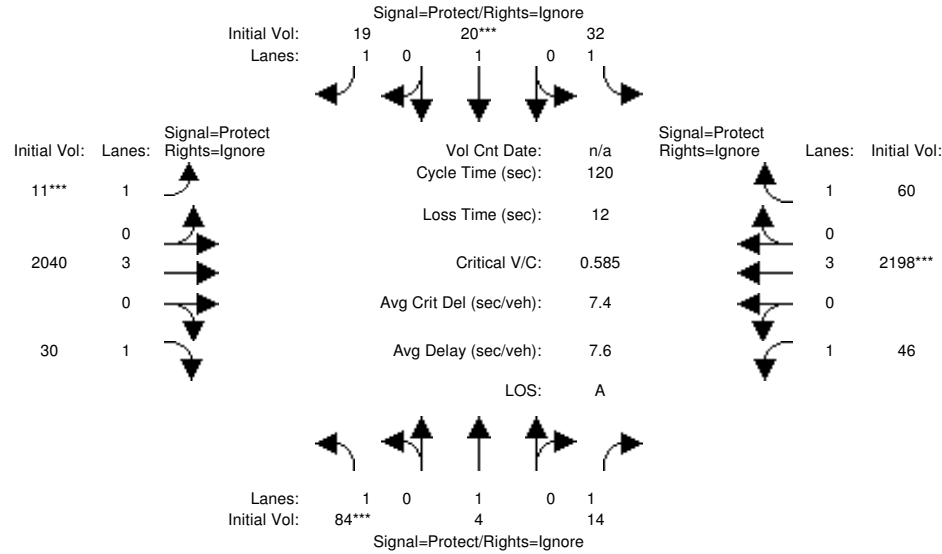 Signal=Protect/Rights=Ignore
Initial Vol: 19 20*** 32
Lanes: 1 0 1 0 1
Signal=Protect Signal=Protect
Initial Vol: Lanes: Rights=Ignore Vol Cnt Date: n/a Rights=Ignore Lanes: Initial Vol:
Cycle Time (sec): 120
11*** 1 1 60
Loss Time (sec): 12
0 0
2040 3 Critical V/C: 0.585 3 2198***
0 Avg Crit Del (sec/veh): 7.4 0
30 1 Avg Delay (sec/veh): 7.6 1 46
LOS: A
Lanes: 1 0 1 0 1
Initial Vol: 84*** 4 14
Signal=Protect/Rights=Ignore